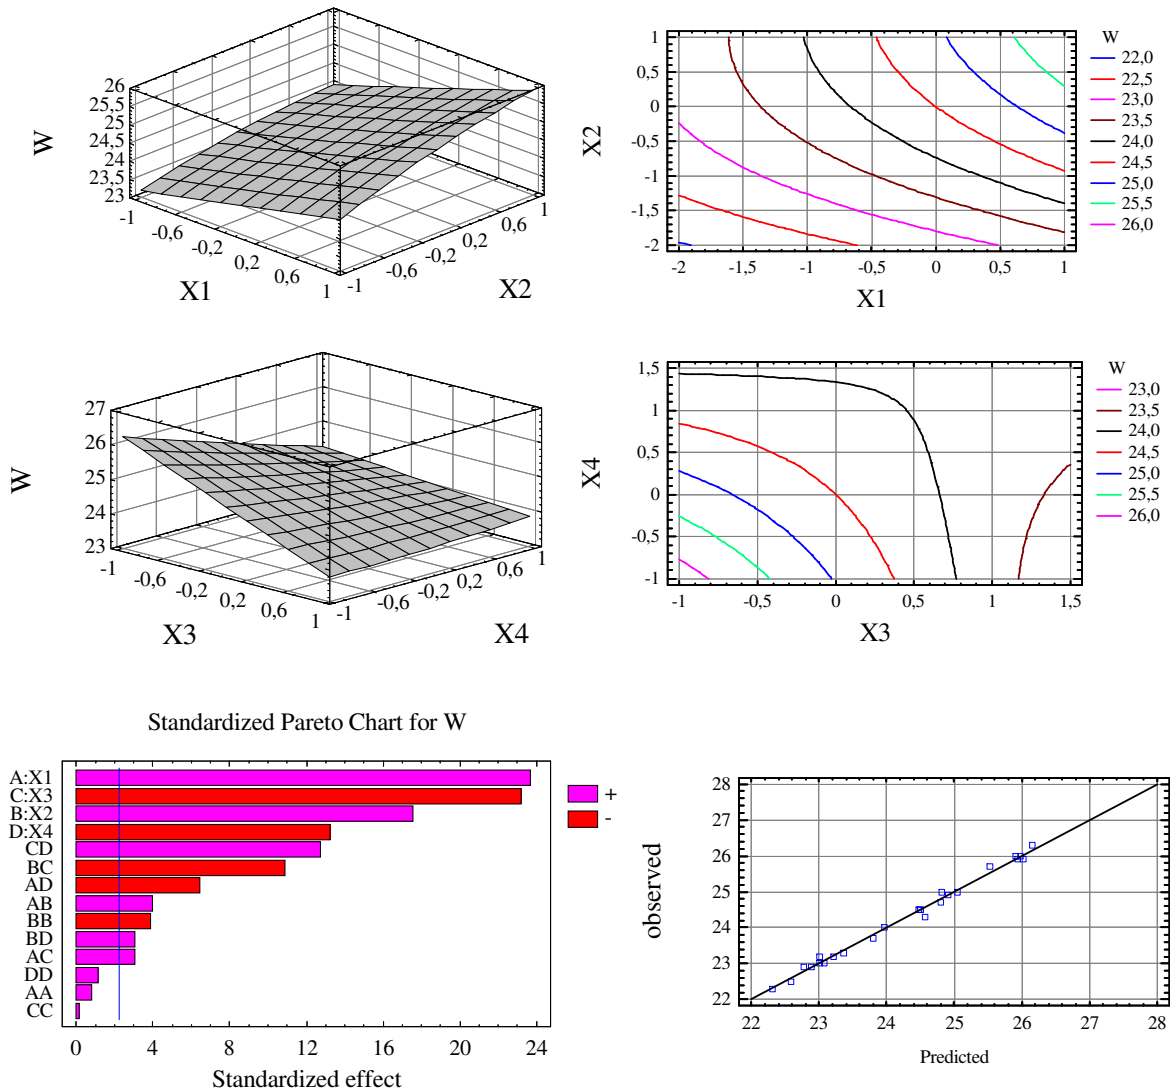 W
26
25,5
25
24,5
24
23,5
23
-1
-0,6
-0,2
0,2
0,6
1
X1
-1
-0,6
-0,2
0,2
0,6
1
X2
X2
1
0,5
0
-0,5
-1
-1,5
-2
-2
-1,5
-1
-0,5
0
0,5
1
X1
W
22,0
22,5
23,0
23,5
24,0
24,5
25,0
25,5
26,0
W
27
26
25
24
23
-1
-0,6
-0,2
0,2
0,6
1
X3
-1
-0,6
-0,2
0,2
0,6
1
X4
X4
1,5
1
0,5
0
-0,5
-1
-1
-0,5
0
0,5
1
1,5
X3
W
23,0
23,5
24,0
24,5
25,0
25,5
26,0
Standardized Pareto Chart for W
A:X1
C:X3
B:X2
D:X4
CD
BC
AD
AB
BB
BD
AC
DD
AA
CC
0 4 8 12 16 20 24
Standardized effect
+
-
observed
28
27
26
25
24
23
22
22 23 24 25 26 27 28
Predicted